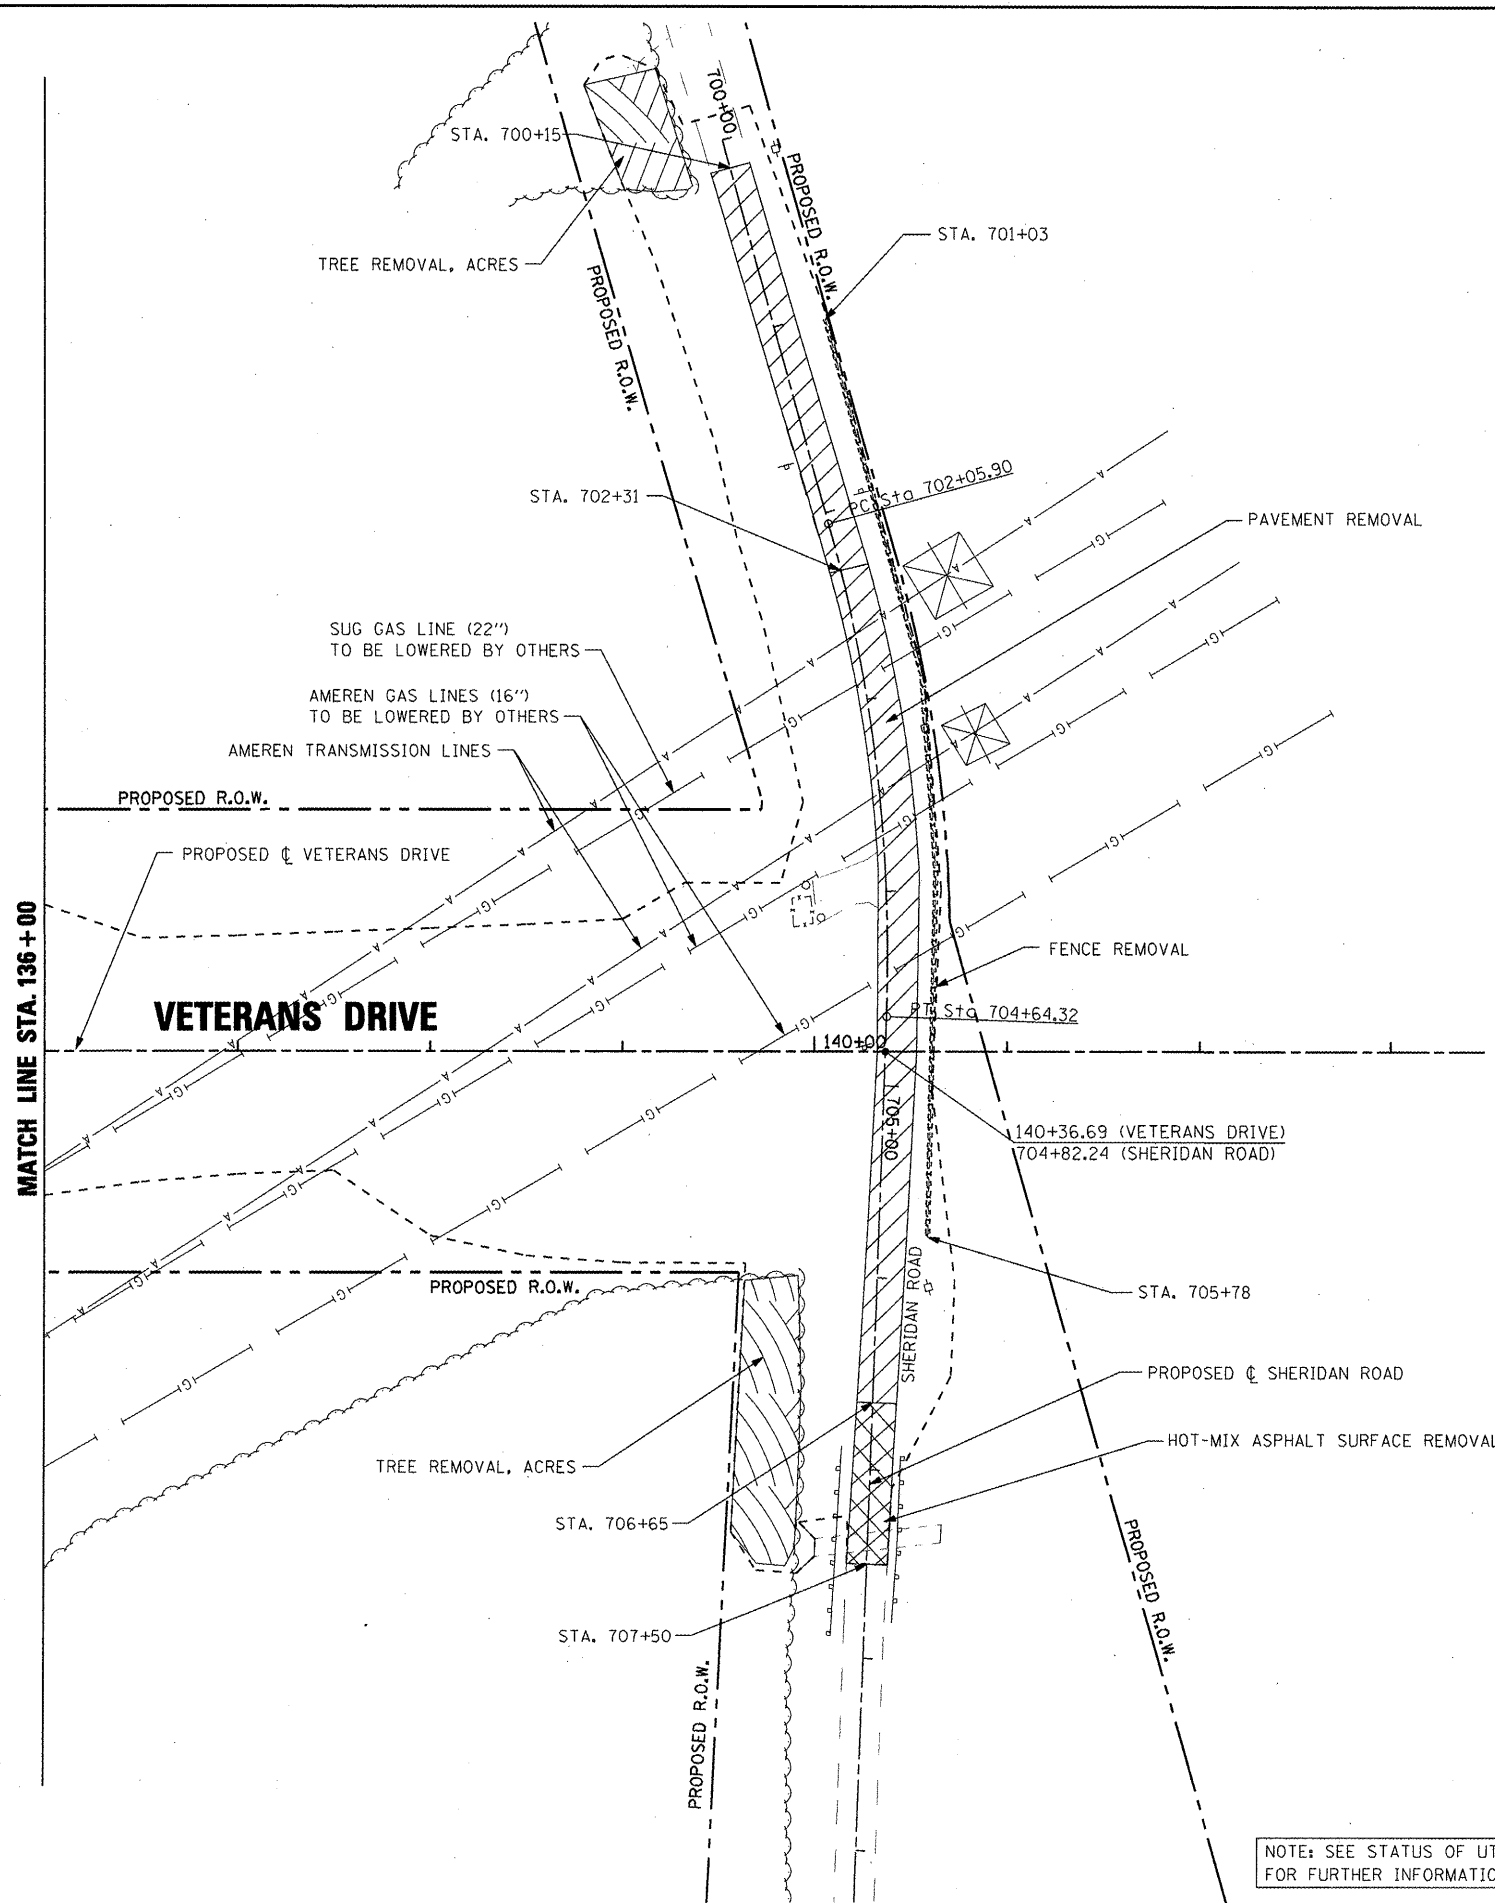 700+00
STA. 700+15
PROPOSED R.O.W.
STA. 701+03
TREE REMOVAL, ACRES
PROPOSED R.O.W.
PC Sta 702+05.90
STA. 702+31
PAVEMENT REMOVAL
SUG GAS LINE (22")
TO BE LOWERED BY OTHERS
AMEREN GAS LINES (16")
TO BE LOWERED BY OTHERS
AMEREN TRANSMISSION LINES
PROPOSED R.O.W.
PROPOSED ℄ VETERANS DRIVE
MATCH LINE STA. 136+00
FENCE REMOVAL
VETERANS DRIVE
PT Sta 704+64.32
140+00
705+00
140+36.69 (VETERANS DRIVE)
704+82.24 (SHERIDAN ROAD)
PROPOSED R.O.W.
SHERIDAN ROAD
STA. 705+78
PROPOSED ℄ SHERIDAN ROAD
HOT-MIX ASPHALT SURFACE REMOVAL
TREE REMOVAL, ACRES
STA. 706+65
PROPOSED R.O.W.
STA. 707+50
PROPOSED R.O.W.
NOTE: SEE STATUS OF UT
FOR FURTHER INFORMATIO